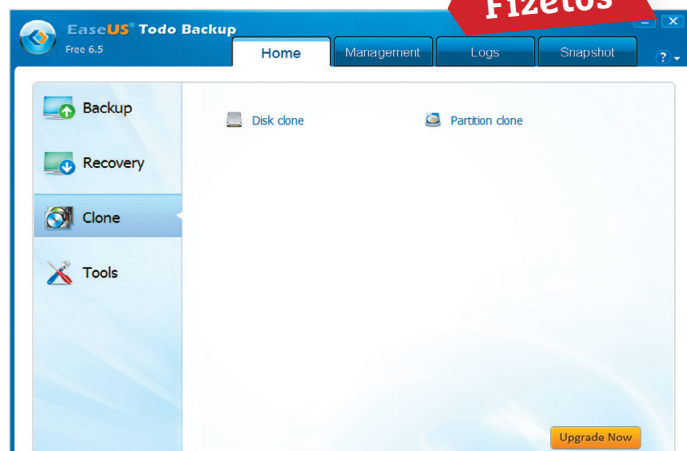 Fizetős
EaseUS® Todo Backup
Free 6.5
Home
Management
Logs
Snapshot
?
Backup
Recovery
Clone
Tools
Disk clone
Partition clone
Upgrade Now